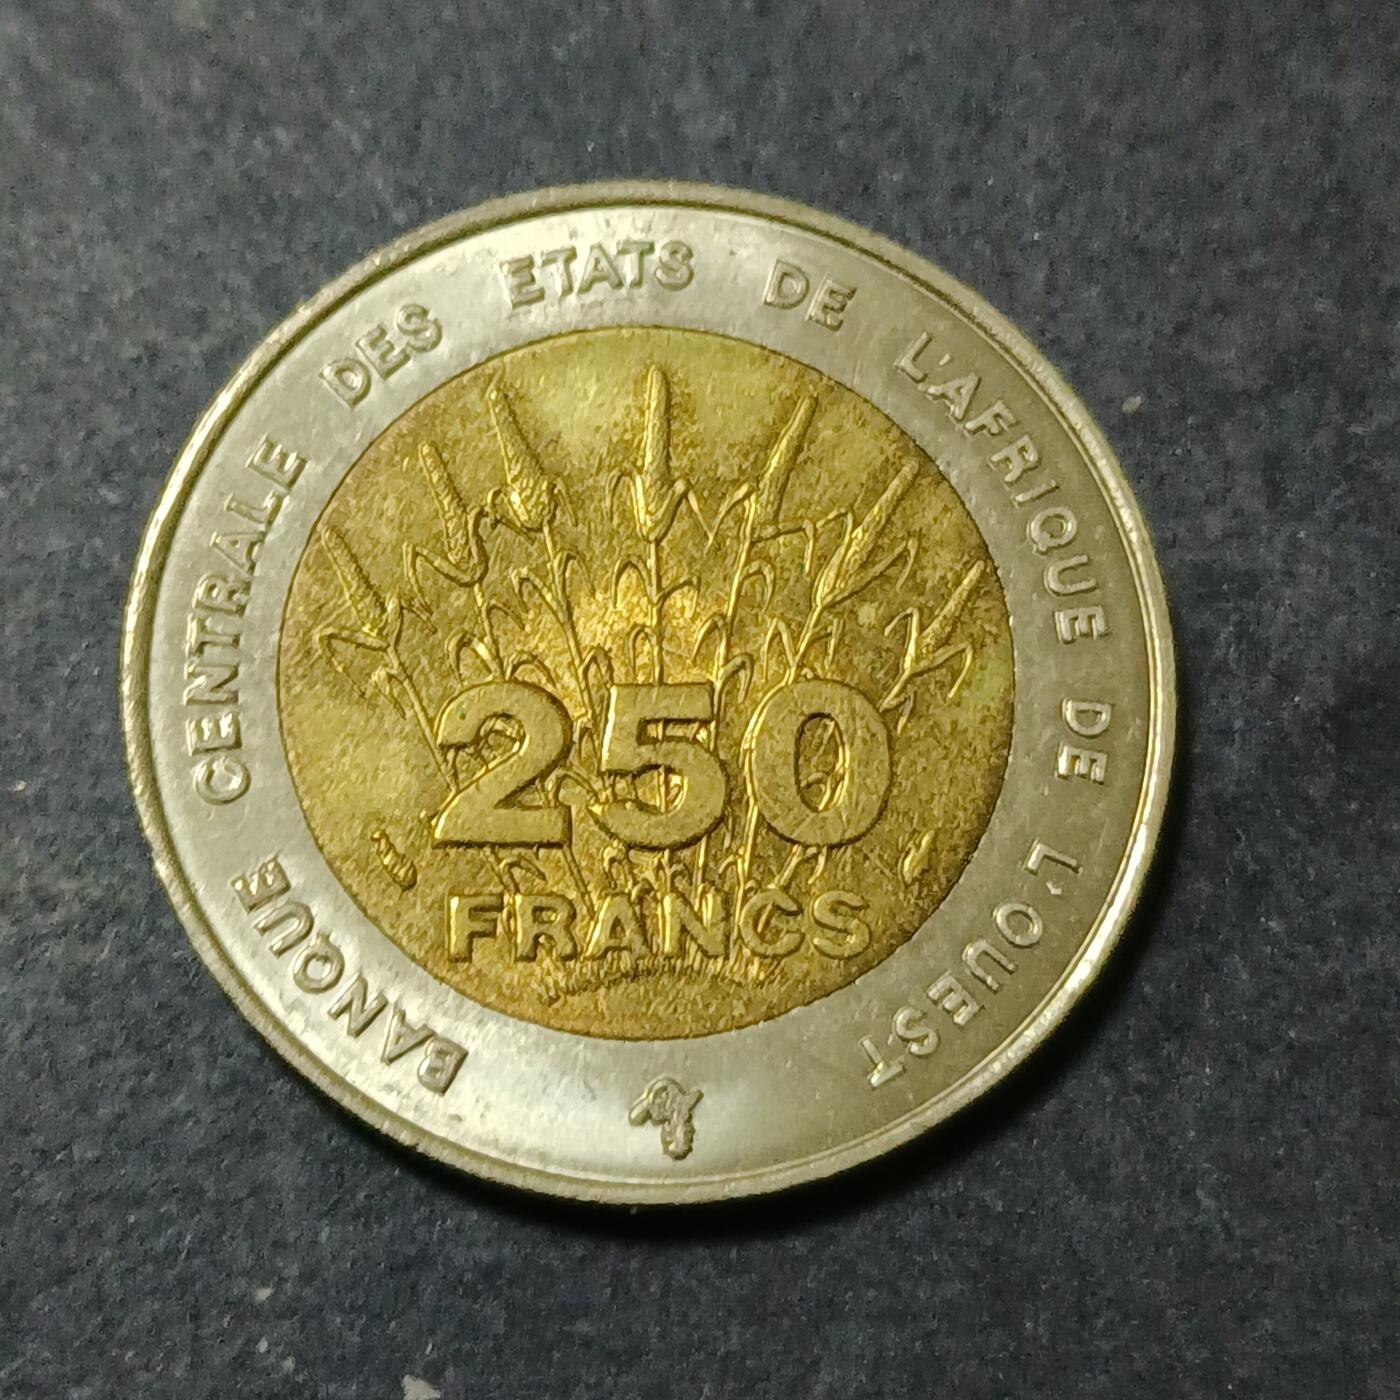 BANQUE CENTRALE DES ETATS DE L'AFRIQUE DE L'OUEST
250
FRANCS